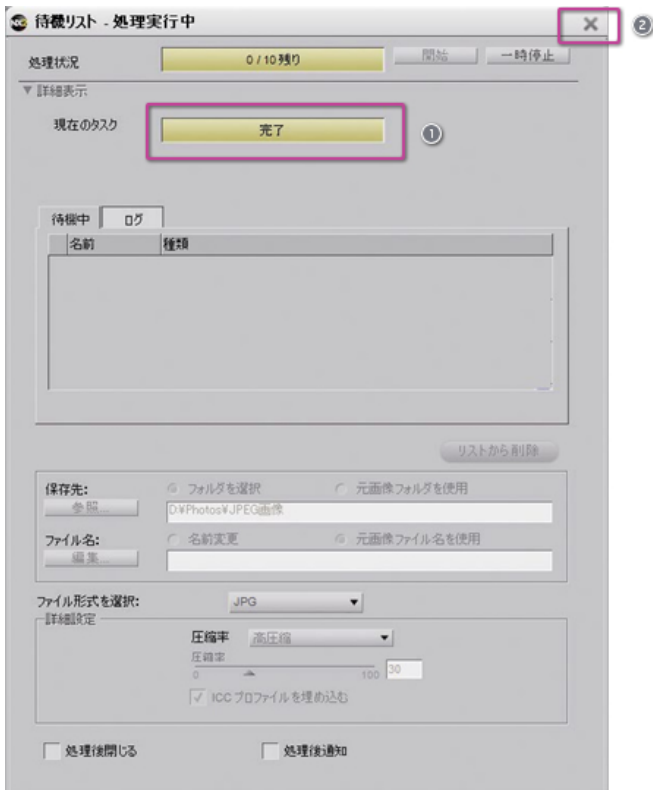 待機リスト - 処理実行中
2
処理状況 0 / 10 残り 開始 一時停止
▼ 詳細表示
現在のタスク 完了 1
待機中 ログ
名前 種類
リストから削除
保存先: フォルダを選択 元画像フォルダを使用
参照... D:¥Photos¥JPEG画像
ファイル名: 名前変更 元画像ファイル名を使用
編集...
ファイル形式を選択: JPG
詳細設定
圧縮率 高圧縮
圧縮率
0 100 30
ICC プロファイルを埋め込む
処理後閉じる 処理後通知